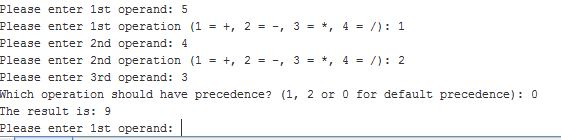 Please enter 1st operand: 5
Please enter 1st operation (1 = +, 2 = -, 3 = *, 4 = /): 1
Please enter 2nd operand: 4
Please enter 2nd operation (1 = +, 2 = -, 3 = *, 4 = /): 2
Please enter 3rd operand: 3
Which operation should have precedence? (1, 2 or 0 for default precedence): 0
The result is: 9
Please enter 1st operand: